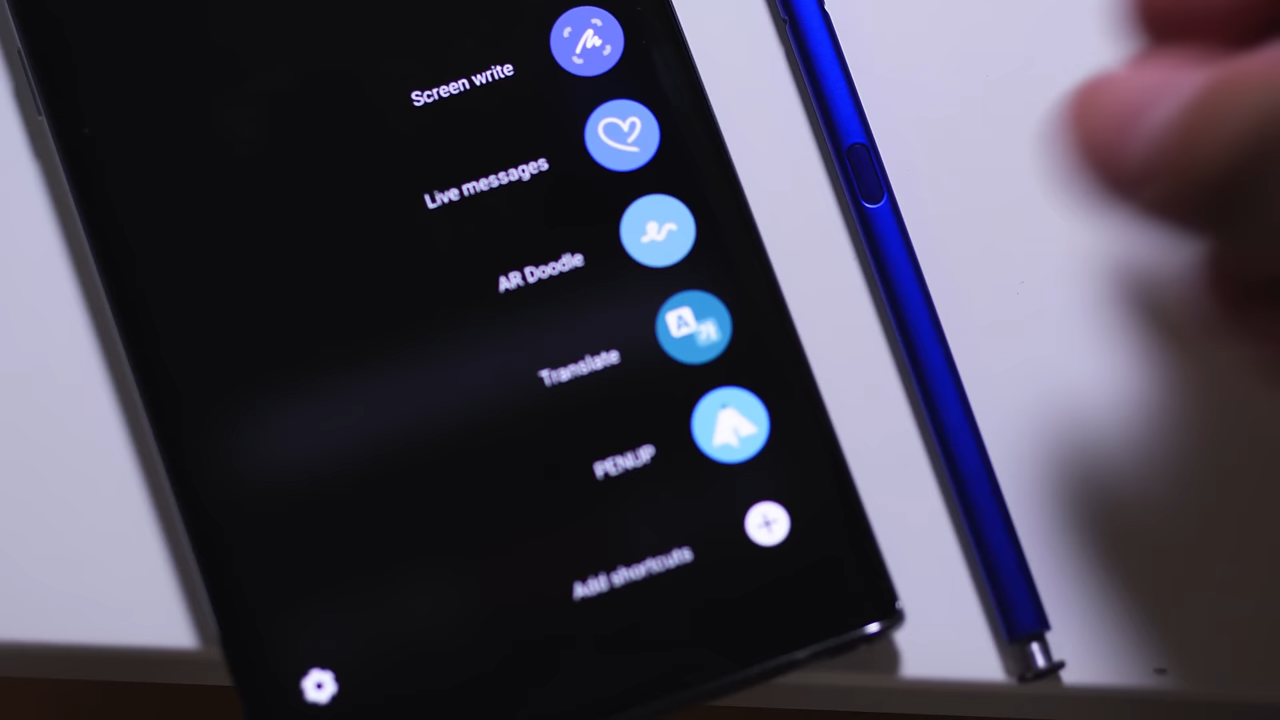 Screen write
Live messages
AR Doodle
Translate
PENUP
Add shortcuts